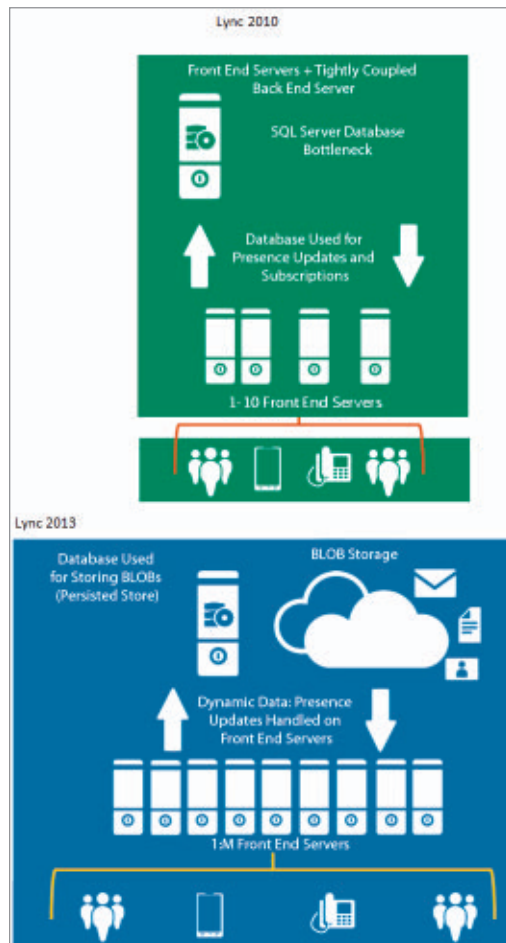 Lync 2010
Front End Servers + Tightly Coupled
Back End Server
SQL Server Database
Bottleneck
Database Used for
Presence Updates and
Subscriptions
1-10 Front End Servers
Lync 2013
Database Used
for Storing BLOBs
(Persisted Store)
BLOB Storage
Dynamic Data: Presence
Updates Handled on
Front End Servers
1:M Front End Servers